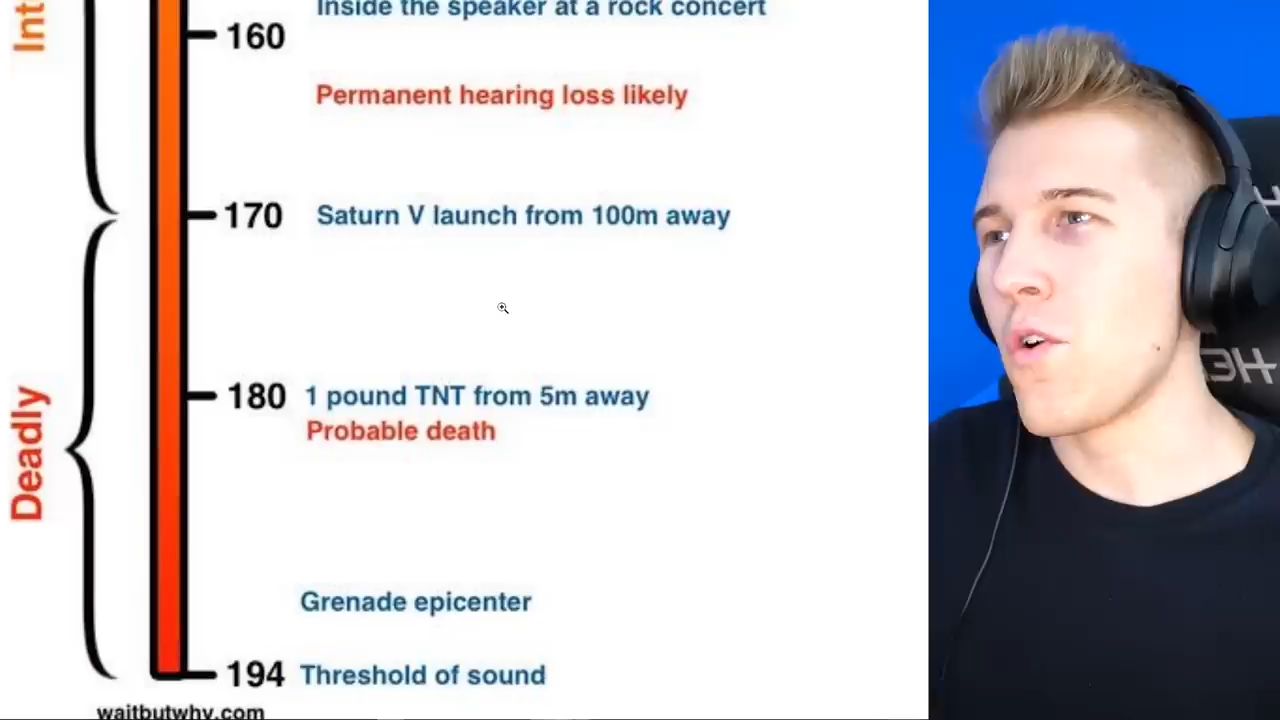 Inside the speaker at a rock concert
Int
160
Permanent hearing loss likely
170 Saturn V launch from 100m away
180 1 pound TNT from 5m away
Probable death
Deadly
Grenade epicenter
194 Threshold of sound
waitbutwhy.com